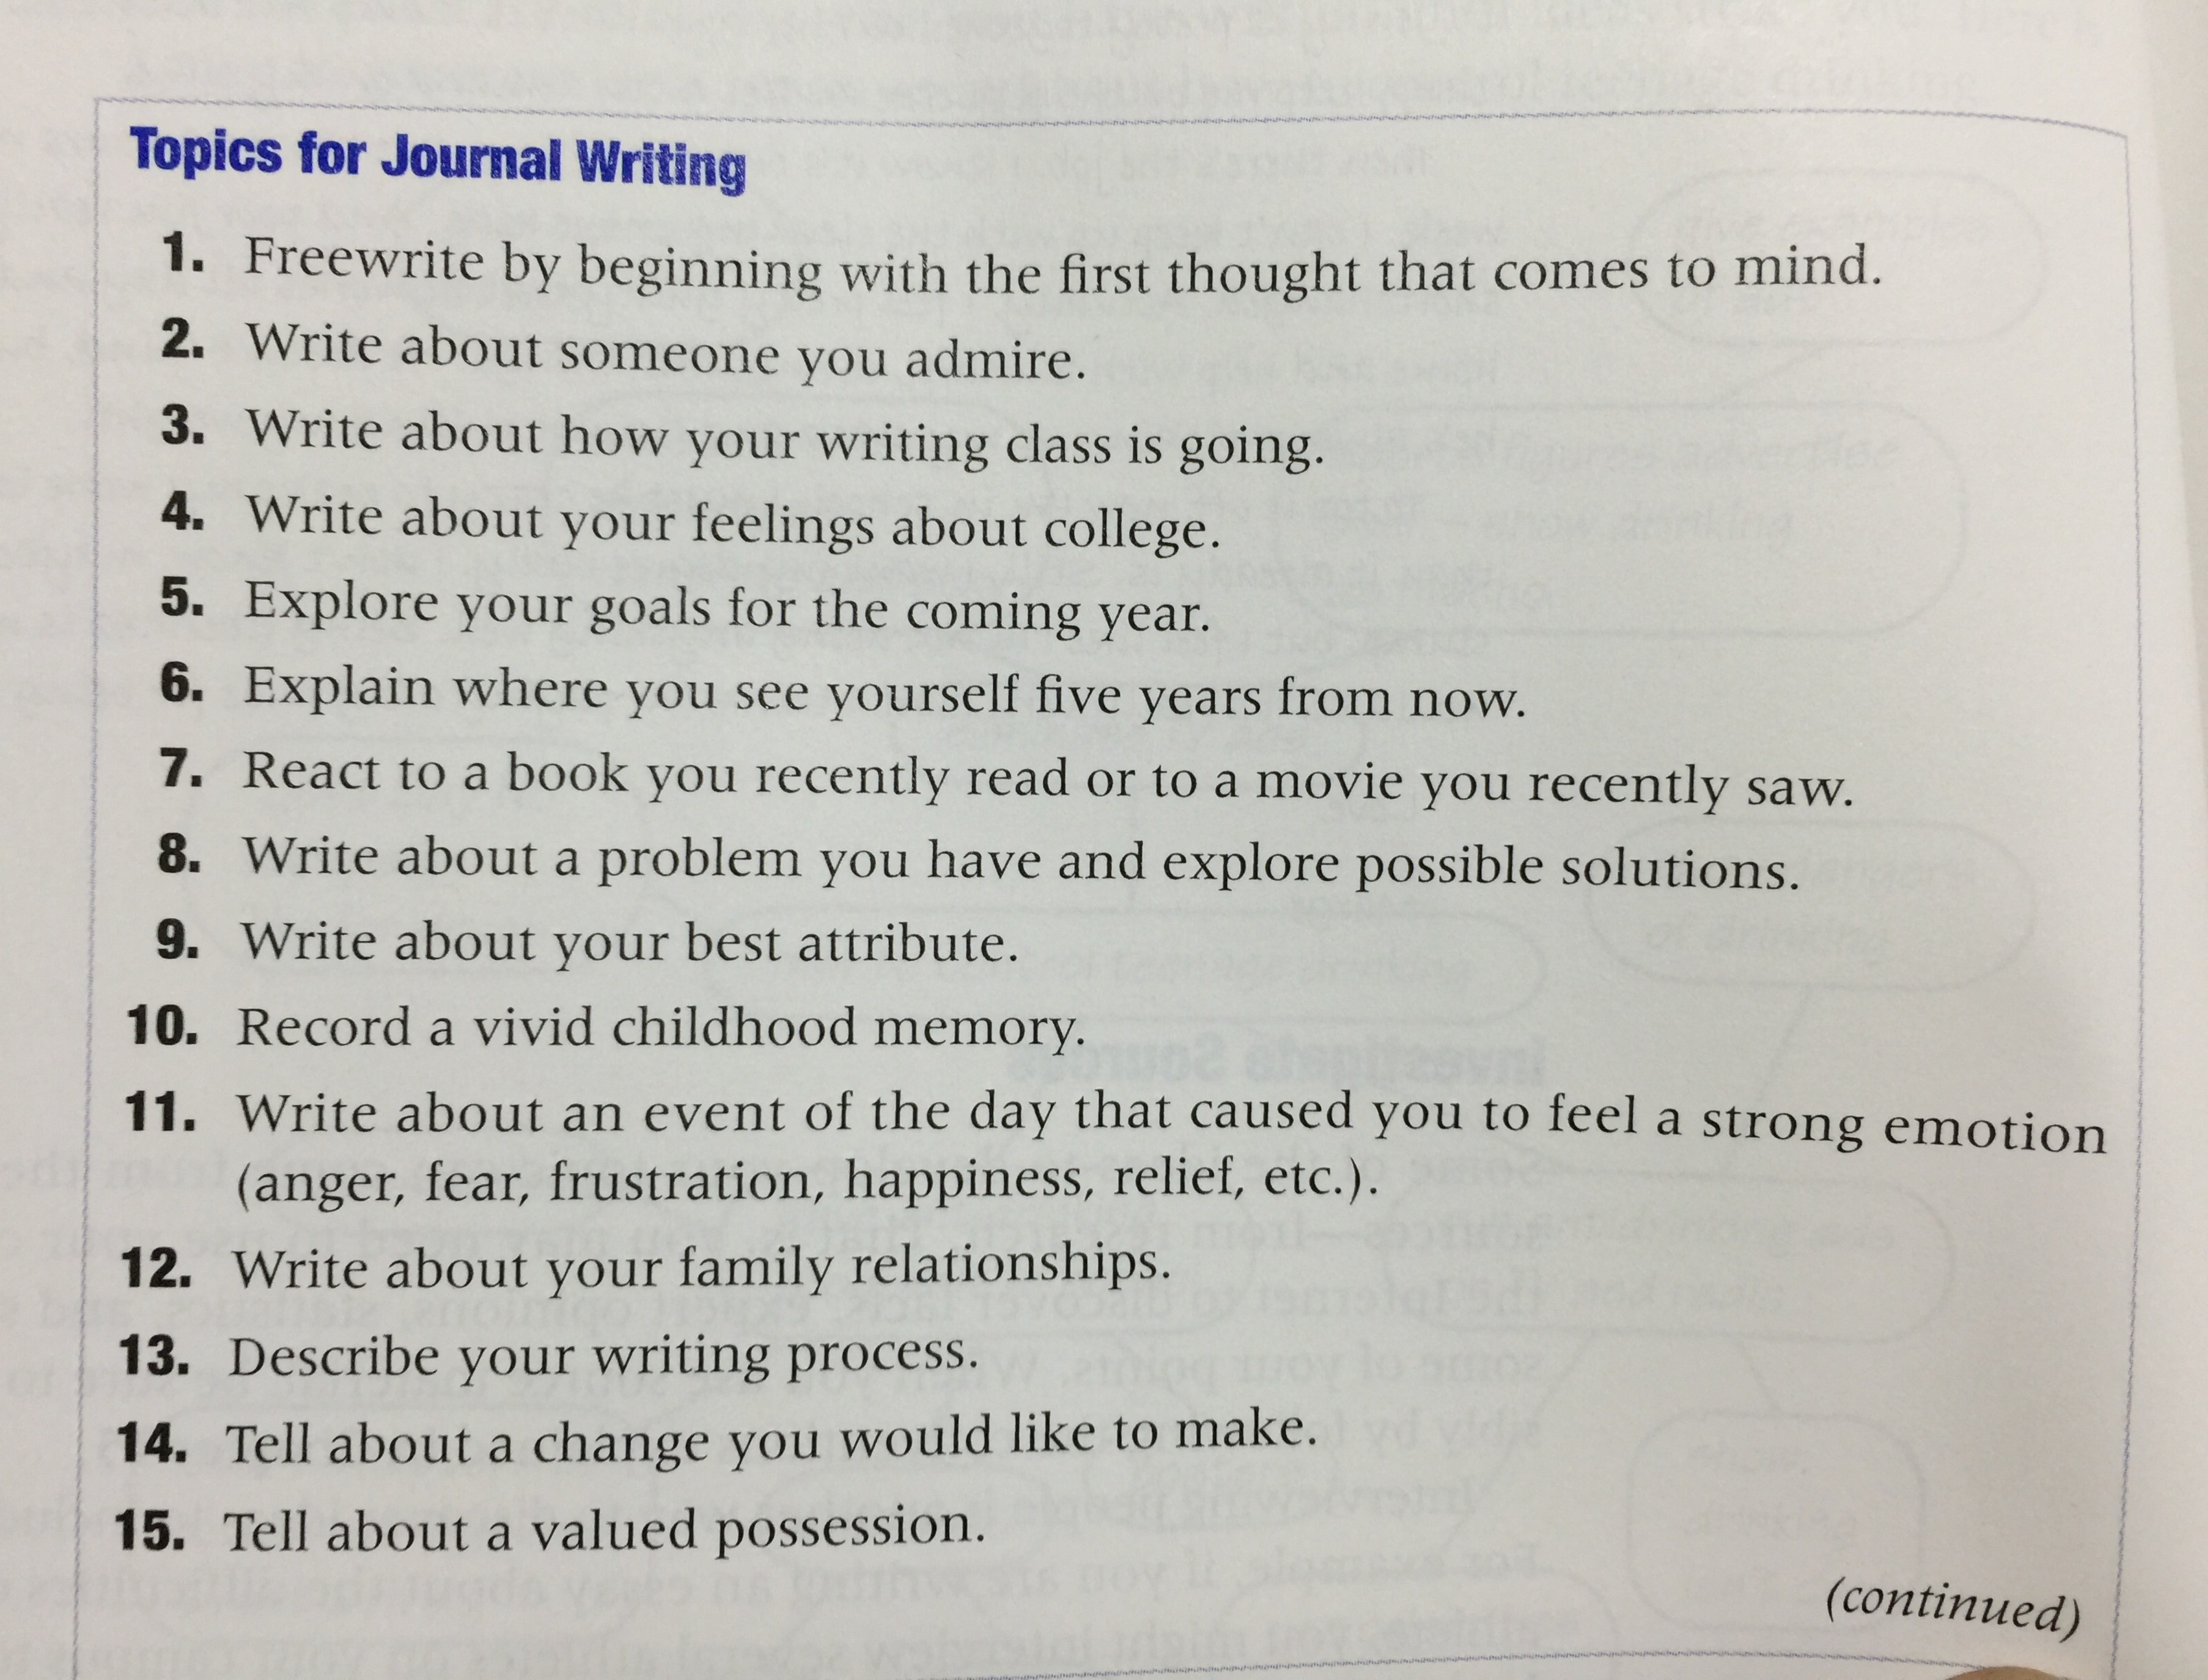 Topics for Journal Writing
1. Freewrite by beginning with the first thought that comes to mind.
2. Write about someone you admire.
3. Write about how your writing class is going.
4. Write about your feelings about college.
5. Explore your goals for the coming year.
6. Explain where you see yourself five years from now.
7. React to a book you recently read or to a movie you recently saw.
8. Write about a problem you have and explore possible solutions.
9. Write about your best attribute.
10. Record a vivid childhood memory.
11. Write about an event of the day that caused you to feel a strong emotion
(anger, fear, frustration, happiness, relief, etc.).
12. Write about your family relationships.
13. Describe your writing process.
14. Tell about a change you would like to make.
15. Tell about a valued possession.
(continued)